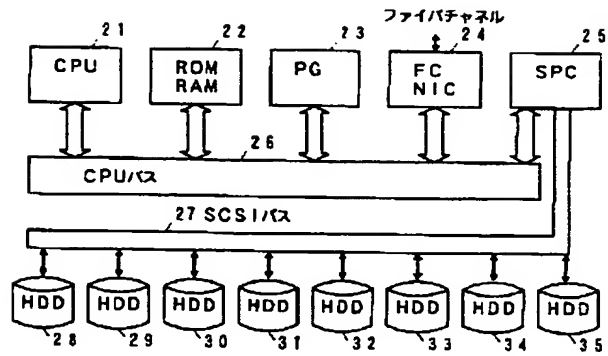 ファイバチャネル
21 22 23 24 25
CPU ROM RAM PG FC NIC SPC
26
CPUバス
27 SCSIバス
HDD HDD HDD HDD HDD HDD HDD HDD
28 29 30 31 32 33 34 35